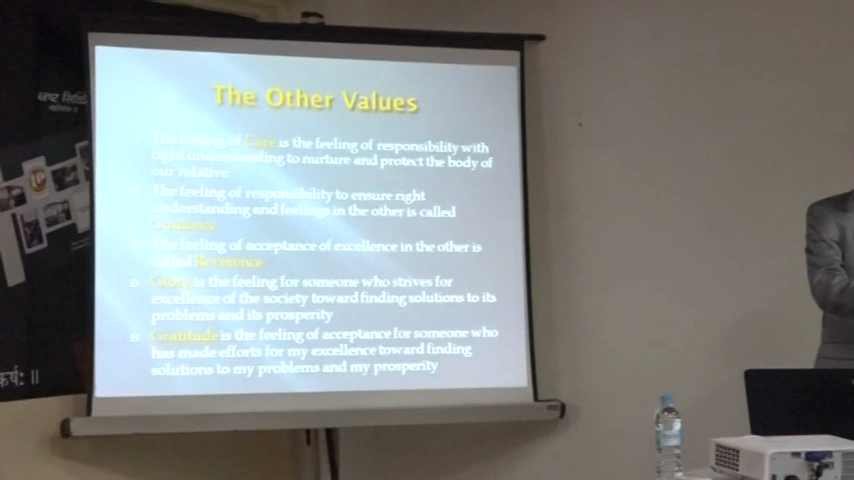 The Other Values
The feeling of Care is the feeling of responsibility with
right understanding to nurture and protect the body of
our relative
The feeling of responsibility to ensure right
understanding and feelings in the other is called
Guidance
The feeling of acceptance of excellence in the other is
called Reverence
Glory is the feeling for someone who strives for
excellence of the society toward finding solutions to its
problems and its prosperity
Gratitude is the feeling of acceptance for someone who
has made efforts for my excellence toward finding
solutions to my problems and my prosperity